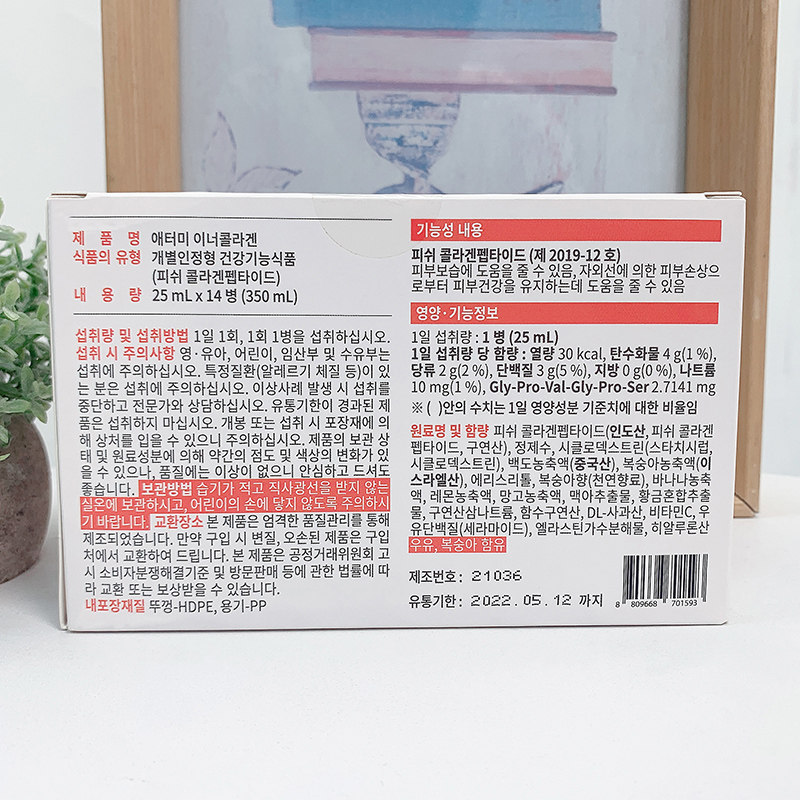 제 품 명 애터미 이너콜라겐
식품의 유형 개별인정형 건강기능식품
(피쉬 콜라겐펩타이드)
내 용 량 25 mL x 14 병 (350 mL)
섭취량 및 섭취방법 1일 1회, 1회 1병을 섭취하십시오.
섭취 시 주의사항 영·유아, 어린이, 임산부 및 수유부는
섭취에 주의하십시오. 특정질환(알레르기 체질 등)이 있
는 분은 섭취에 주의하십시오. 이상사례 발생 시 섭취를
중단하고 전문가와 상담하십시오. 유통기한이 경과된 제
품은 섭취하지 마십시오. 개봉 또는 섭취 시 포장재에 의
해 상처를 입을 수 있으니 주의하십시오. 제품의 보관 상
태 및 원료성분에 의해 약간의 점도 및 색상의 변화가 있
을 수 있으나, 품질에는 이상이 없으니 안심하고 드셔도
좋습니다. 보관방법 습기가 적고 직사광선을 받지 않는
실온에 보관하시고, 어린이의 손에 닿지 않도록 주의하시
기 바랍니다. 교환장소 본 제품은 엄격한 품질관리를 통해
제조되었습니다. 만약 구입 시 변질, 오손된 제품은 구입
처에서 교환하여 드립니다. 본 제품은 공정거래위원회 고
시 소비자분쟁해결기준 및 방문판매 등에 관한 법률에 따
라 교환 또는 보상받을 수 있습니다.
내포장재질 뚜껑-HDPE, 용기-PP
기능성 내용
피쉬 콜라겐펩타이드 (제 2019-12 호)
피부보습에 도움을 줄 수 있음, 자외선에 의한 피부손상으
로부터 피부건강을 유지하는데 도움을 줄 수 있음
영양·기능정보
1일 섭취량 : 1 병 (25 mL)
1일 섭취량 당 함량 : 열량 30 kcal, 탄수화물 4 g(1%),
당류 2 g(2%), 단백질 3 g(5%), 지방 0 g(0%), 나트륨
10 mg(1%), Gly-Pro-Val-Gly-Pro-Ser 2.7141 mg
※ ( )안의 수치는 1일 영양성분 기준치에 대한 비율임
원료명 및 함량 피쉬 콜라겐펩타이드(인도산, 피쉬 콜라겐
펩타이드, 구연산), 정제수, 시클로덱스트린(스타치시럽,
시클로덱스트린), 백도농축액(중국산), 복숭아농축액(이
스라엘산), 에리스리톨, 복숭아향(천연향료), 바나나농축
액, 레몬농축액, 망고농축액, 맥아추출물, 황금혼합추출
물, 구연산삼나트륨, 함수구연산, DL-사과산, 비타민C, 우
유단백질(세라마이드), 엘라스틴가수분해물, 히알루론산
우유, 복숭아 함유
제조번호: 21036
유통기한: 2022.05.12 까지
8 809668 701593